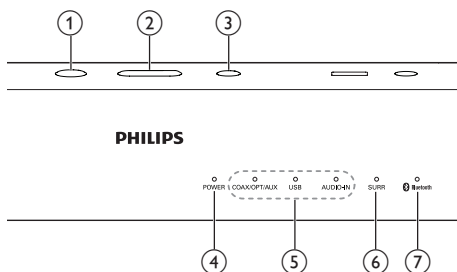 1 2 3
PHILIPS
POWER COAX/OPT/AUX USB AUDIO-IN SURR Bluetooth
4 5 6 7